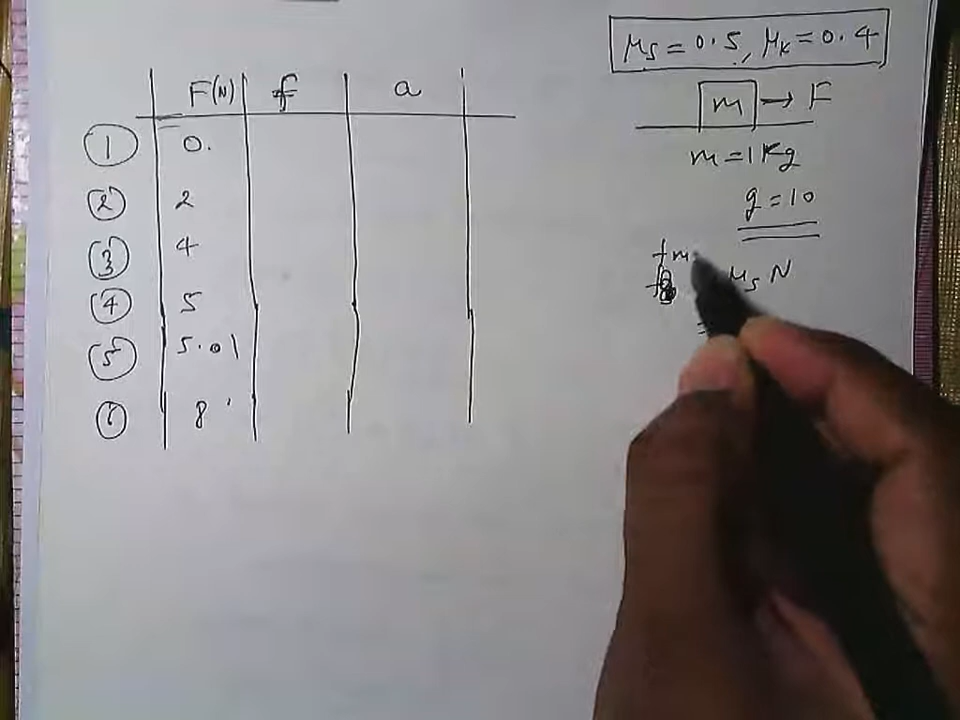 μs = 0.5, μk = 0.4
F(N) f a
m → F
① 0.
m = 1 Kg
② 2
g = 10
③ 4
fm
μs N
④ 5
=
⑤ 5.01
⑥ 8